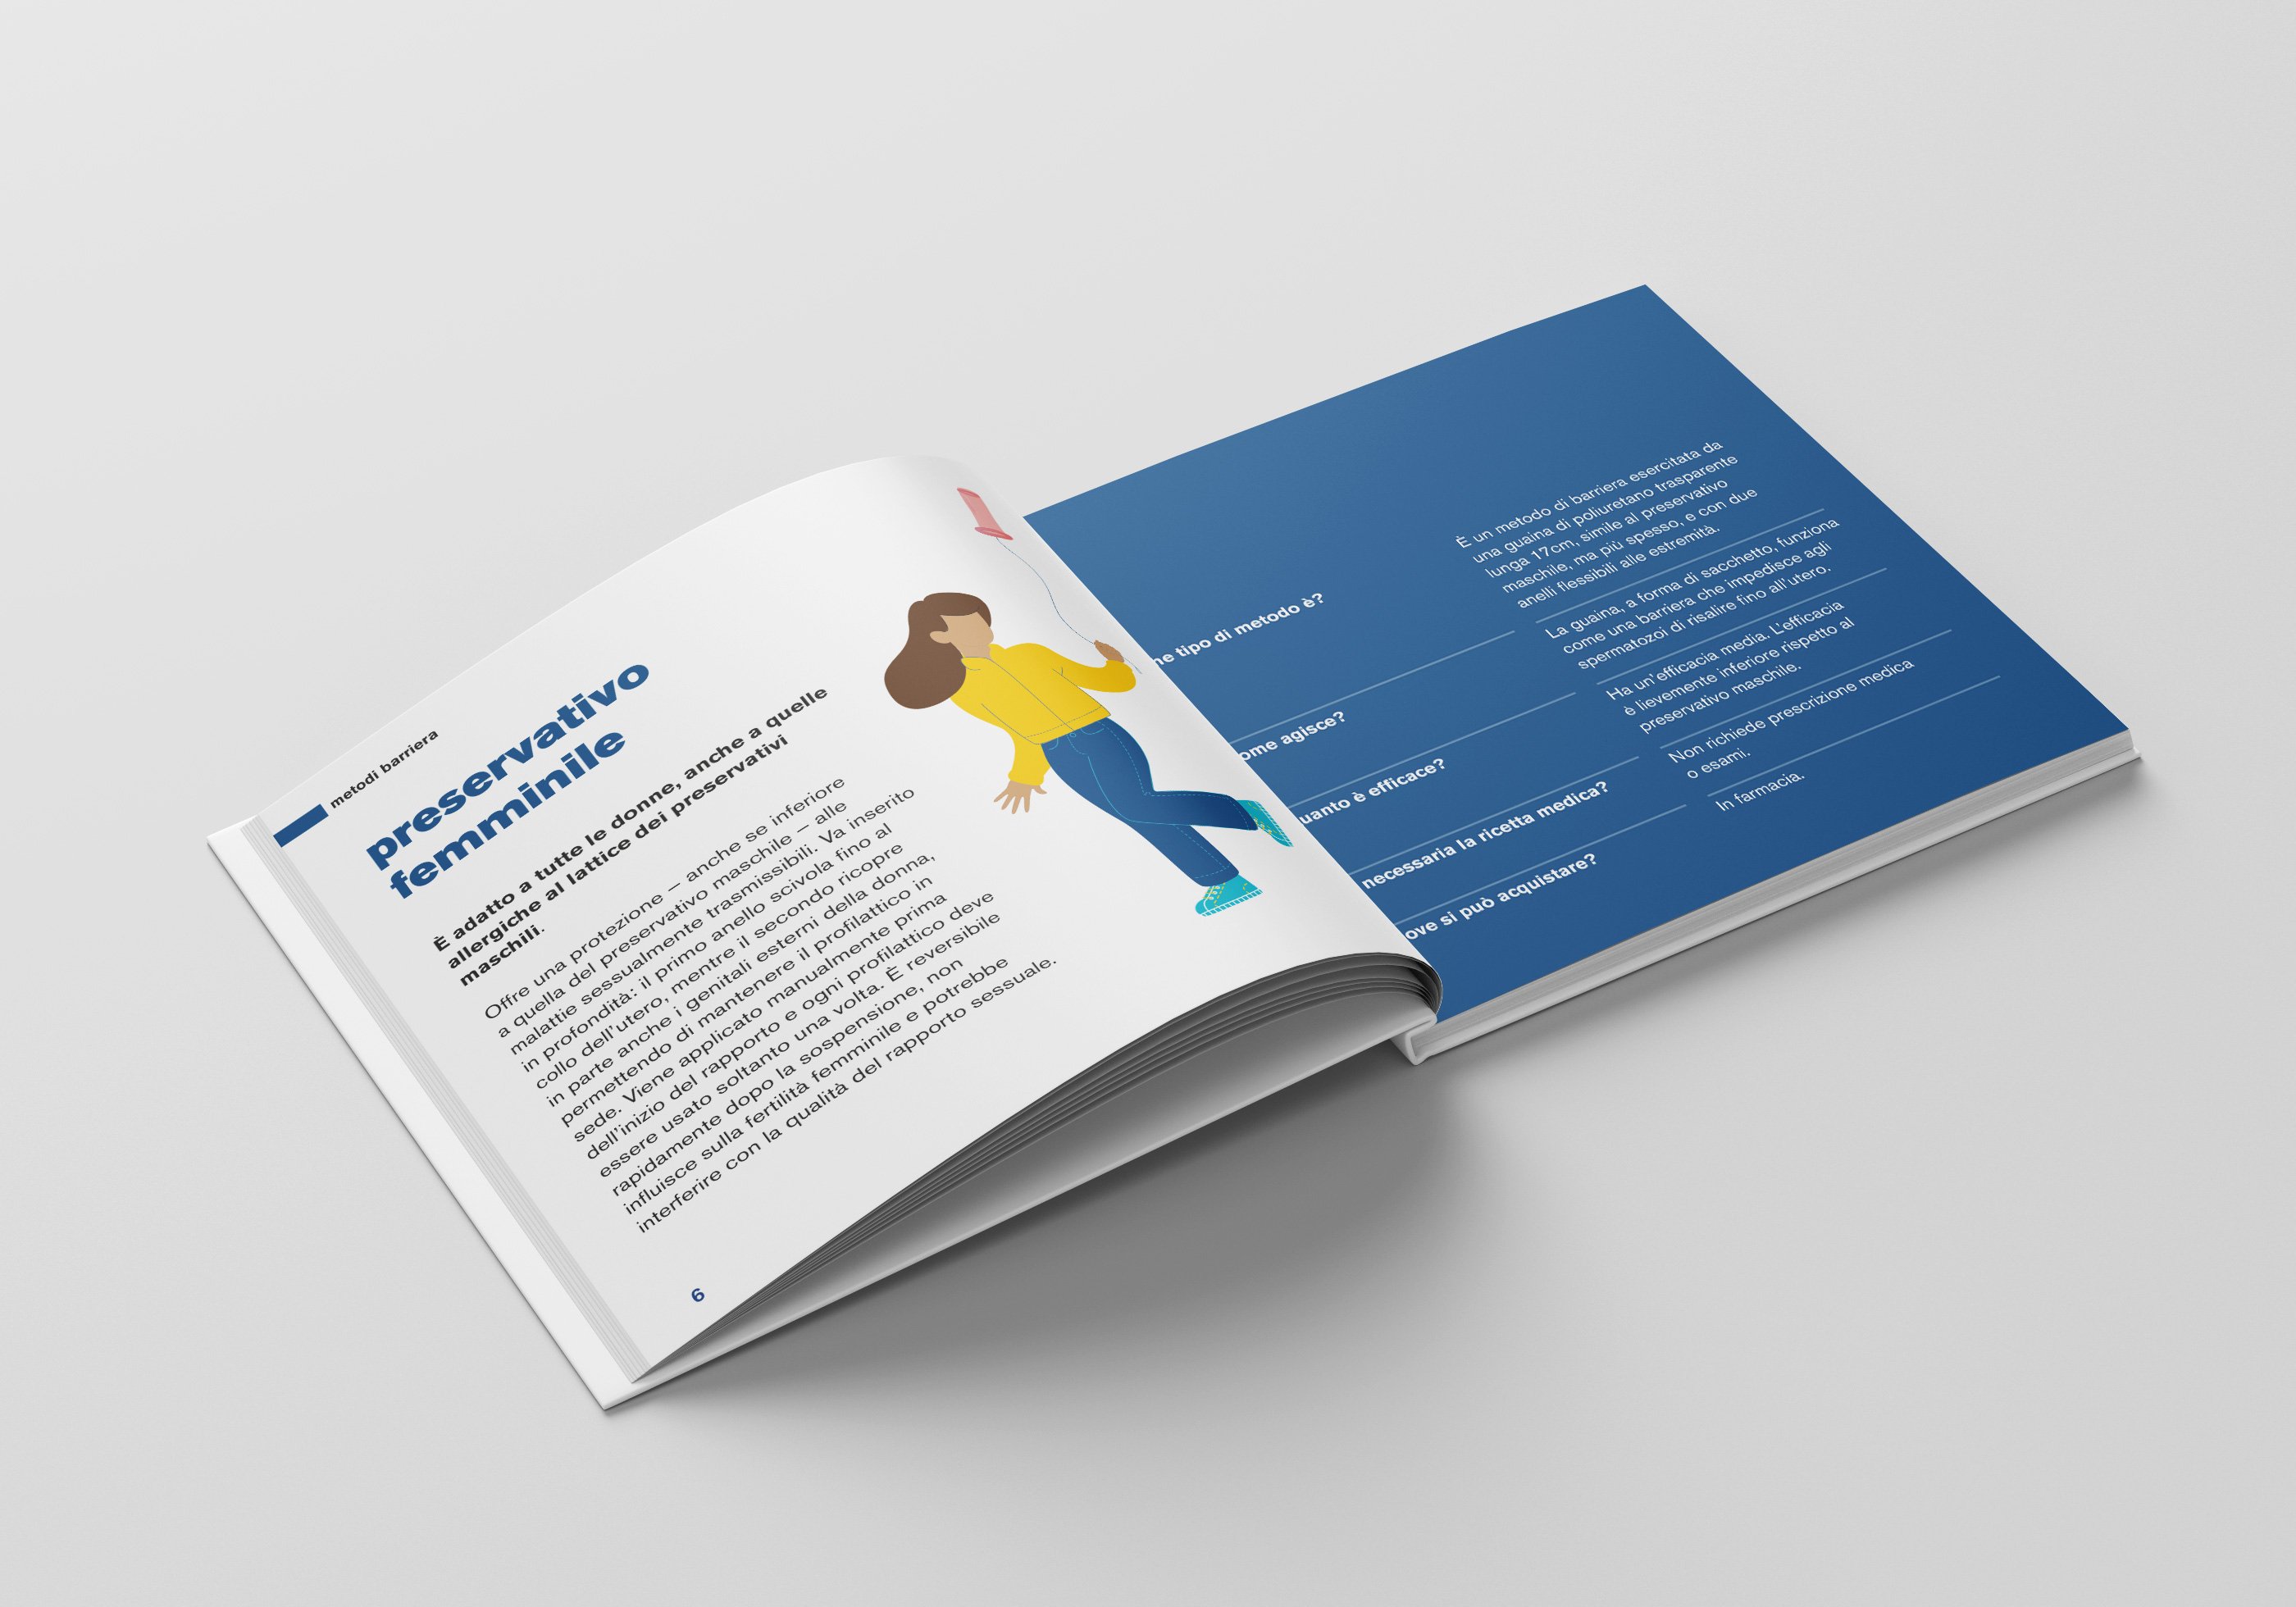 metodi barriera
preservativo
femminile
È adatto a tutte le donne, anche a quelle
allergiche al lattice dei preservativi
maschili.
Offre una protezione – anche se inferiore
a quella del preservativo maschile – alle
malattie sessualmente trasmissibili. Va inserito
in profondità: il primo anello scivola fino al
collo dell'utero, mentre il secondo ricopre
in parte anche i genitali esterni della donna,
permettendo di mantenere il profilattico in
sede. Viene applicato manualmente prima
dell'inizio del rapporto e ogni profilattico deve
essere usato soltanto una volta. È reversibile
rapidamente dopo la sospensione, non
influisce sulla fertilità femminile e potrebbe
interferire con la qualità del rapporto sessuale.
6
he tipo di metodo è?
È un metodo di barriera esercitata da
una guaina di poliuretano trasparente
lunga 17cm, simile al preservativo
maschile, ma più spesso, e con due
anelli flessibili alle estremità.
ome agisce?
La guaina, a forma di sacchetto, funziona
come una barriera che impedisce agli
spermatozoi di risalire fino all'utero.
uanto è efficace?
Ha un'efficacia media. L'efficacia
è lievemente inferiore rispetto al
preservativo maschile.
necessaria la ricetta medica?
Non richiede prescrizione medica
o esami.
ove si può acquistare?
In farmacia.